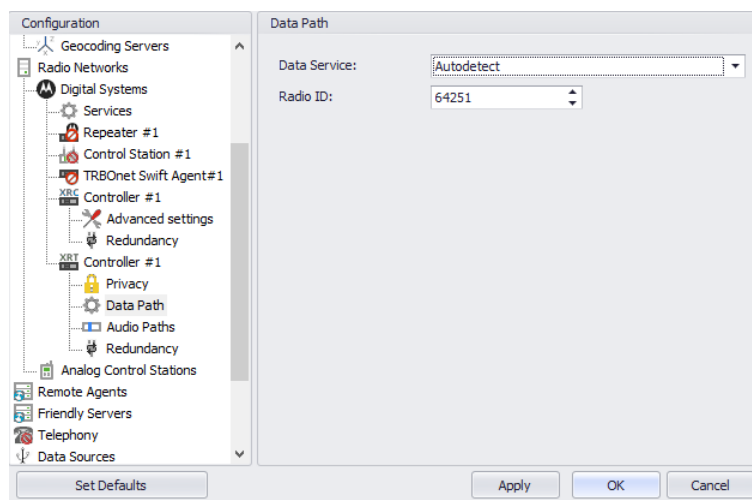 Configuration
Geocoding Servers
Radio Networks
Digital Systems
Services
Repeater #1
Control Station #1
TRBOnet Swift Agent#1
XRC Controller #1
Advanced settings
Redundancy
XRT Controller #1
Privacy
Data Path
Audio Paths
Redundancy
Analog Control Stations
Remote Agents
Friendly Servers
Telephony
Data Sources
Data Path
Data Service: Autodetect
Radio ID: 64251
Set Defaults Apply OK Cancel